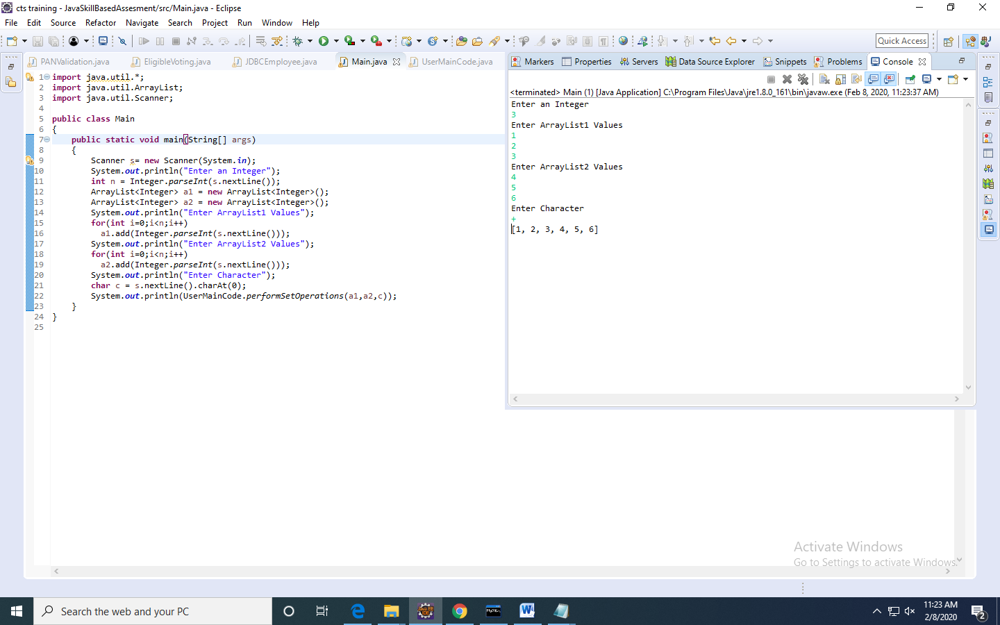 cts training - JavaSkillBasedAssesment/src/Main.java - Eclipse
File Edit Source Refactor Navigate Search Project Run Window Help
Quick Access
PANValidation.java EligibleVoting.java JDBCEmployee.java Main.java UserMainCode.java
1 import java.util.*;
2 import java.util.ArrayList;
3 import java.util.Scanner;
4
5 public class Main
6 {
7 public static void main(String[] args)
8 {
9 Scanner s= new Scanner(System.in);
10 System.out.println("Enter an Integer");
11 int n = Integer.parseInt(s.nextLine());
12 ArrayList<Integer> a1 = new ArrayList<Integer>();
13 ArrayList<Integer> a2 = new ArrayList<Integer>();
14 System.out.println("Enter ArrayList1 Values");
15 for(int i=0;i<n;i++)
16 a1.add(Integer.parseInt(s.nextLine()));
17 System.out.println("Enter ArrayList2 Values");
18 for(int i=0;i<n;i++)
19 a2.add(Integer.parseInt(s.nextLine()));
20 System.out.println("Enter Character");
21 char c = s.nextLine().charAt(0);
22 System.out.println(UserMainCode.performSetOperations(a1,a2,c));
23 }
24 }
25
Markers Properties Servers Data Source Explorer Snippets Problems Console
<terminated> Main (1) [Java Application] C:\Program Files\Java\jre1.8.0_161\bin\javaw.exe (Feb 8, 2020, 11:23:37 AM)
Enter an Integer
3
Enter ArrayList1 Values
1
2
3
Enter ArrayList2 Values
4
5
6
Enter Character
+
[1, 2, 3, 4, 5, 6]
Activate Windows
Go to Settings to activate Windows.
Search the web and your PC
11:23 AM
2/8/2020
2